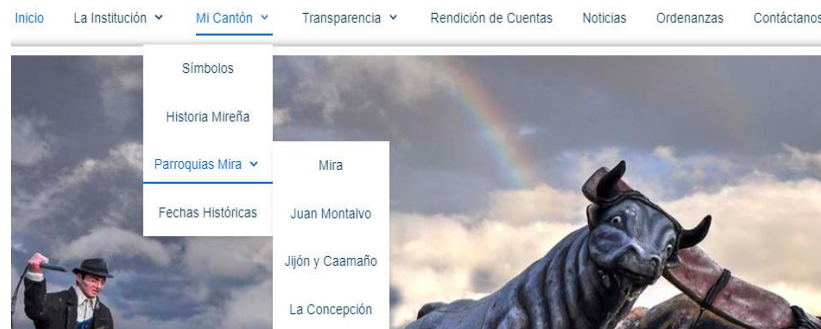 Inicio La Institución Mi Cantón Transparencia Rendición de Cuentas Noticias Ordenanzas Contáctanos
Símbolos
Historia Mireña
Parroquias Mira
Fechas Históricas
Mira
Juan Montalvo
Jijón y Caamaño
La Concepción